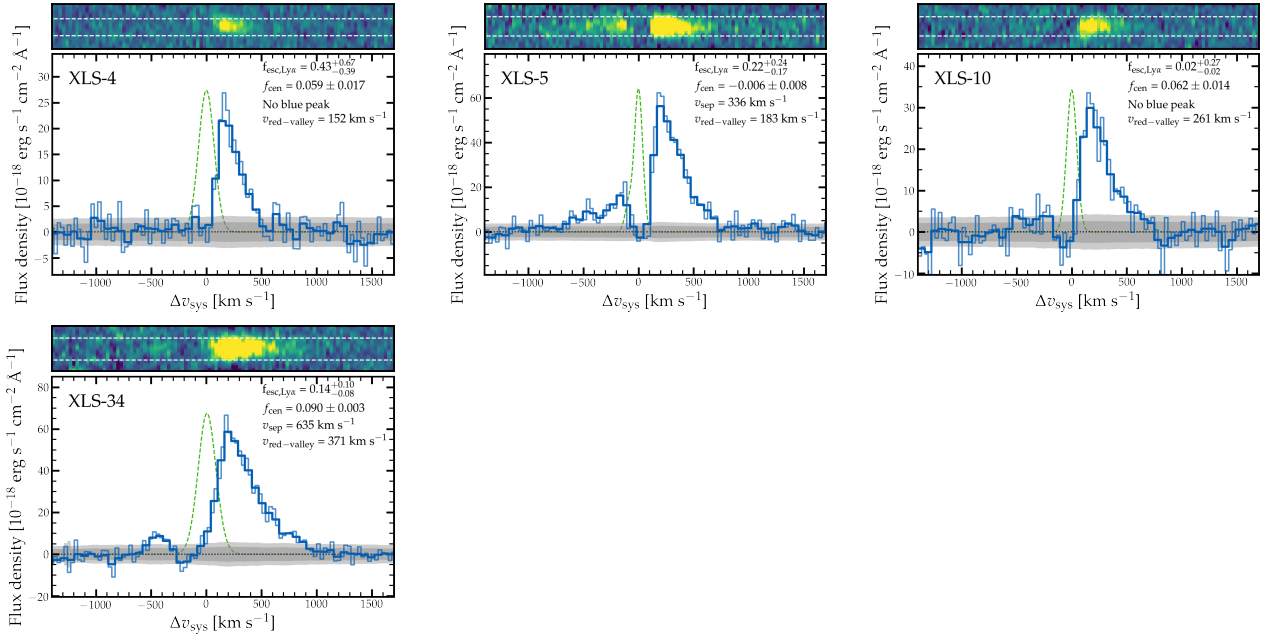 XLS-4
f_esc,Lyα = 0.43^{+0.67}_{−0.39}
f_cen = 0.059 ± 0.017
No blue peak
v_red−valley = 152 km s⁻¹
30
25
20
15
10
5
0
−5
Flux density [10⁻¹⁸ erg s⁻¹ cm⁻² Å⁻¹]
−1000 −500 0 500 1000 1500
Δv_sys [km s⁻¹]
XLS-5
f_esc,Lyα = 0.22^{+0.24}_{−0.17}
f_cen = −0.006 ± 0.008
v_sep = 336 km s⁻¹
v_red−valley = 183 km s⁻¹
60
40
20
0
Flux density [10⁻¹⁸ erg s⁻¹ cm⁻² Å⁻¹]
−1000 −500 0 500 1000 1500
Δv_sys [km s⁻¹]
XLS-10
f_esc,Lyα = 0.02^{+0.27}_{−0.02}
f_cen = 0.062 ± 0.014
No blue peak
v_red−valley = 261 km s⁻¹
40
30
20
10
0
−10
Flux density [10⁻¹⁸ erg s⁻¹ cm⁻² Å⁻¹]
−1000 −500 0 500 1000 1500
Δv_sys [km s⁻¹]
XLS-34
f_esc,Lyα = 0.14^{+0.10}_{−0.08}
f_cen = 0.090 ± 0.003
v_sep = 635 km s⁻¹
v_red−valley = 371 km s⁻¹
80
60
40
20
0
−20
Flux density [10⁻¹⁸ erg s⁻¹ cm⁻² Å⁻¹]
−1000 −500 0 500 1000 1500
Δv_sys [km s⁻¹]